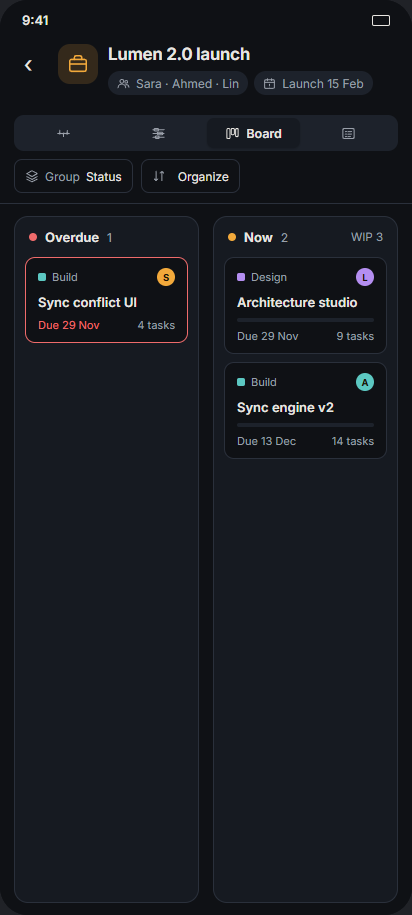 9:41
Lumen 2.0 launch
Sara · Ahmed · Lin
Launch 15 Feb
Board
Group Status
Organize
Overdue 1
Build
S
Sync conflict UI
Due 29 Nov
4 tasks
Now 2
WIP 3
Design
L
Architecture studio
Due 29 Nov
9 tasks
Build
A
Sync engine v2
Due 13 Dec
14 tasks